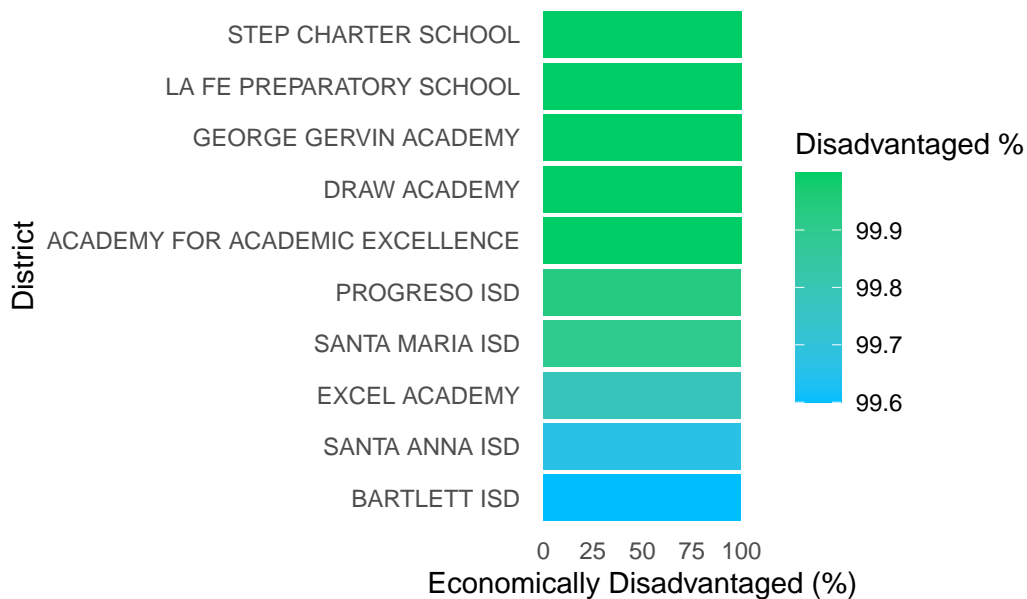 STEP CHARTER SCHOOL
LA FE PREPARATORY SCHOOL
GEORGE GERVIN ACADEMY
DRAW ACADEMY
ACADEMY FOR ACADEMIC EXCELLENCE
PROGRESO ISD
SANTA MARIA ISD
EXCEL ACADEMY
SANTA ANNA ISD
BARTLETT ISD
District
0 25 50 75 100
Economically Disadvantaged (%)
Disadvantaged %
99.9
99.8
99.7
99.6